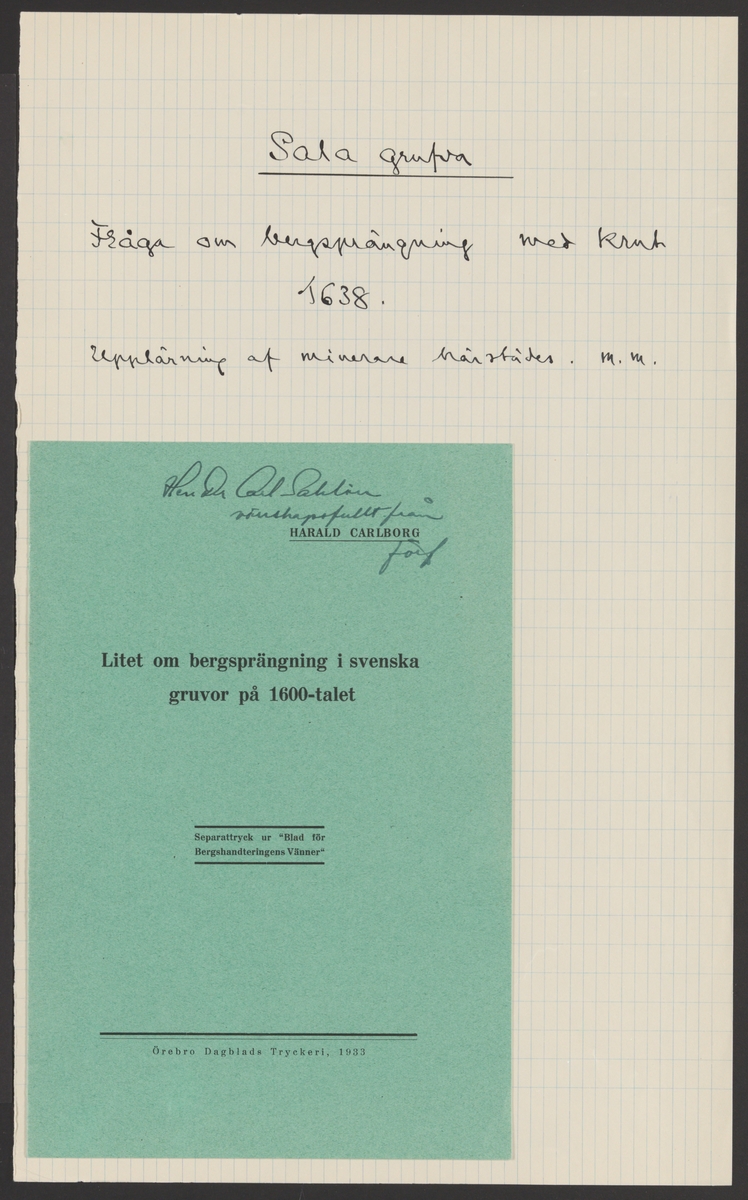 Sala grufva
Fråga om bergsprängning med krut
1638.
Upplärning af minerare härstädes. m.m.
Herr Dr Carl Sahlin
vänskapsfullt från
HARALD CARLBORG
förf
Litet om bergsprängning i svenska
gruvor på 1600-talet
Separattryck ur "Blad för
Bergshandteringens Vänner"
Örebro Dagblads Tryckeri, 1933